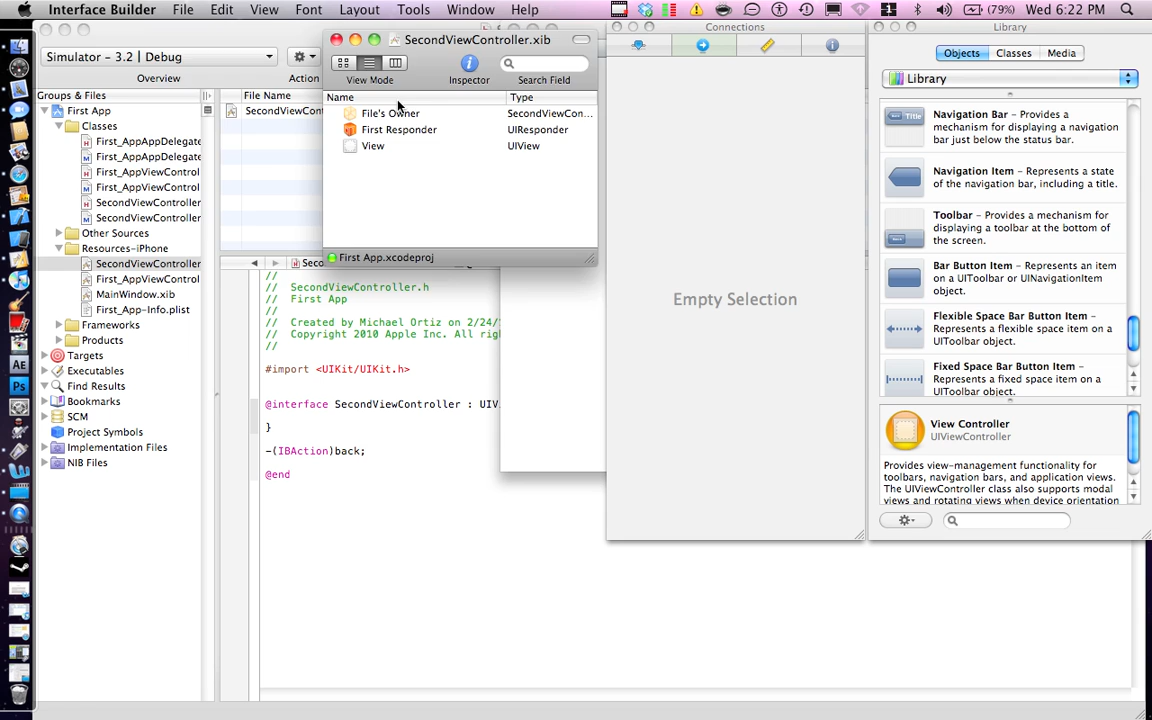 Interface Builder File Edit View Font Layout Tools Window Help 1 (79%) Wed 6:22 PM
Simulator - 3.2 | Debug
Overview
Action
Groups & Files
File Name
First App
Classes
First_AppAppDelegate
First_AppAppDelegate
First_AppViewControl
First_AppViewControl
SecondViewController
SecondViewController
Other Sources
Resources-iPhone
SecondViewController
First_AppViewControl
MainWindow.xib
First_App-Info.plist
Frameworks
Products
Targets
Executables
Find Results
Bookmarks
SCM
Project Symbols
Implementation Files
NIB Files
SecondViewCont
SecondViewController.xib
View Mode
Inspector
Search Field
Name
Type
File's Owner
SecondViewCon...
First Responder
UIResponder
View
UIView
First App.xcodeproj
//
//  SecondViewController.h
//  First App
//
//  Created by Michael Ortiz on 2/24/
//  Copyright 2010 Apple Inc. All rig
//
#import <UIKit/UIKit.h>
@interface SecondViewController : UIV
}
-(IBAction)back;
@end
Connections
Empty Selection
Library
Objects Classes Media
Library
Navigation Bar – Provides a
mechanism for displaying a navigation
bar just below the status bar.
Title
Navigation Item – Represents a state
of the navigation bar, including a title.
Toolbar – Provides a mechanism for
displaying a toolbar at the bottom of
the screen.
Bar Button Item – Represents an item
on a UIToolbar or UINavigationItem
object.
Flexible Space Bar Button Item –
Represents a flexible space item on a
UIToolbar object.
Fixed Space Bar Button Item –
Represents a fixed space item on a
UIToolbar object.
View Controller
UIViewController
Provides view-management functionality for
toolbars, navigation bars, and application views.
The UIViewController class also supports modal
views and rotating views when device orientation
AE
Ps